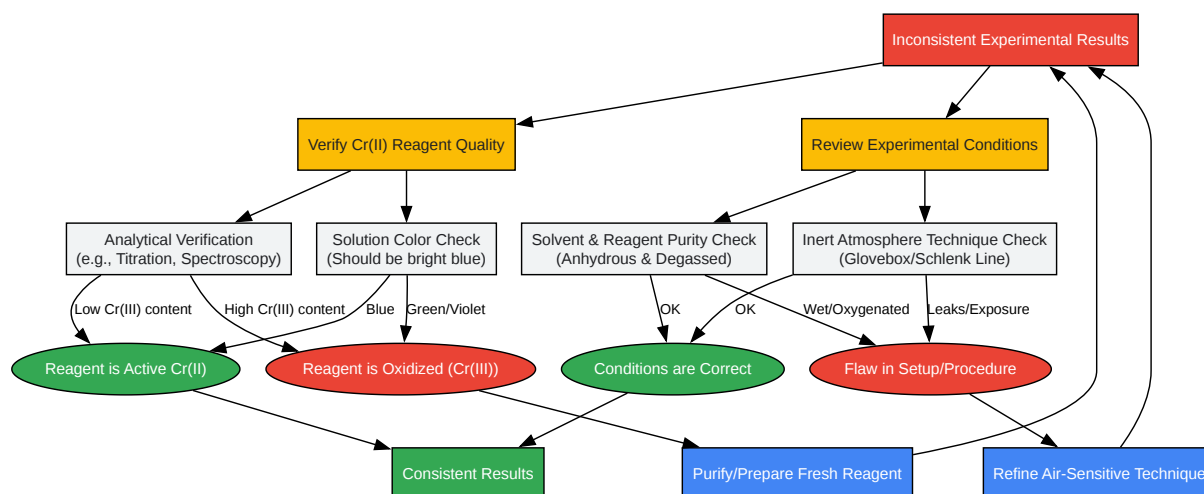 Inconsistent Experimental Results
Verify Cr(II) Reagent Quality
Review Experimental Conditions
Analytical Verification
(e.g., Titration, Spectroscopy)
Solution Color Check
(Should be bright blue)
Solvent & Reagent Purity Check
(Anhydrous & Degassed)
Inert Atmosphere Technique Check
(Glovebox/Schlenk Line)
Low Cr(III) content
High Cr(III) content
Blue
Green/Violet
OK
OK
Wet/Oxygenated
Leaks/Exposure
Reagent is Active Cr(II)
Reagent is Oxidized (Cr(III))
Conditions are Correct
Flaw in Setup/Procedure
Consistent Results
Purify/Prepare Fresh Reagent
Refine Air-Sensitive Technique